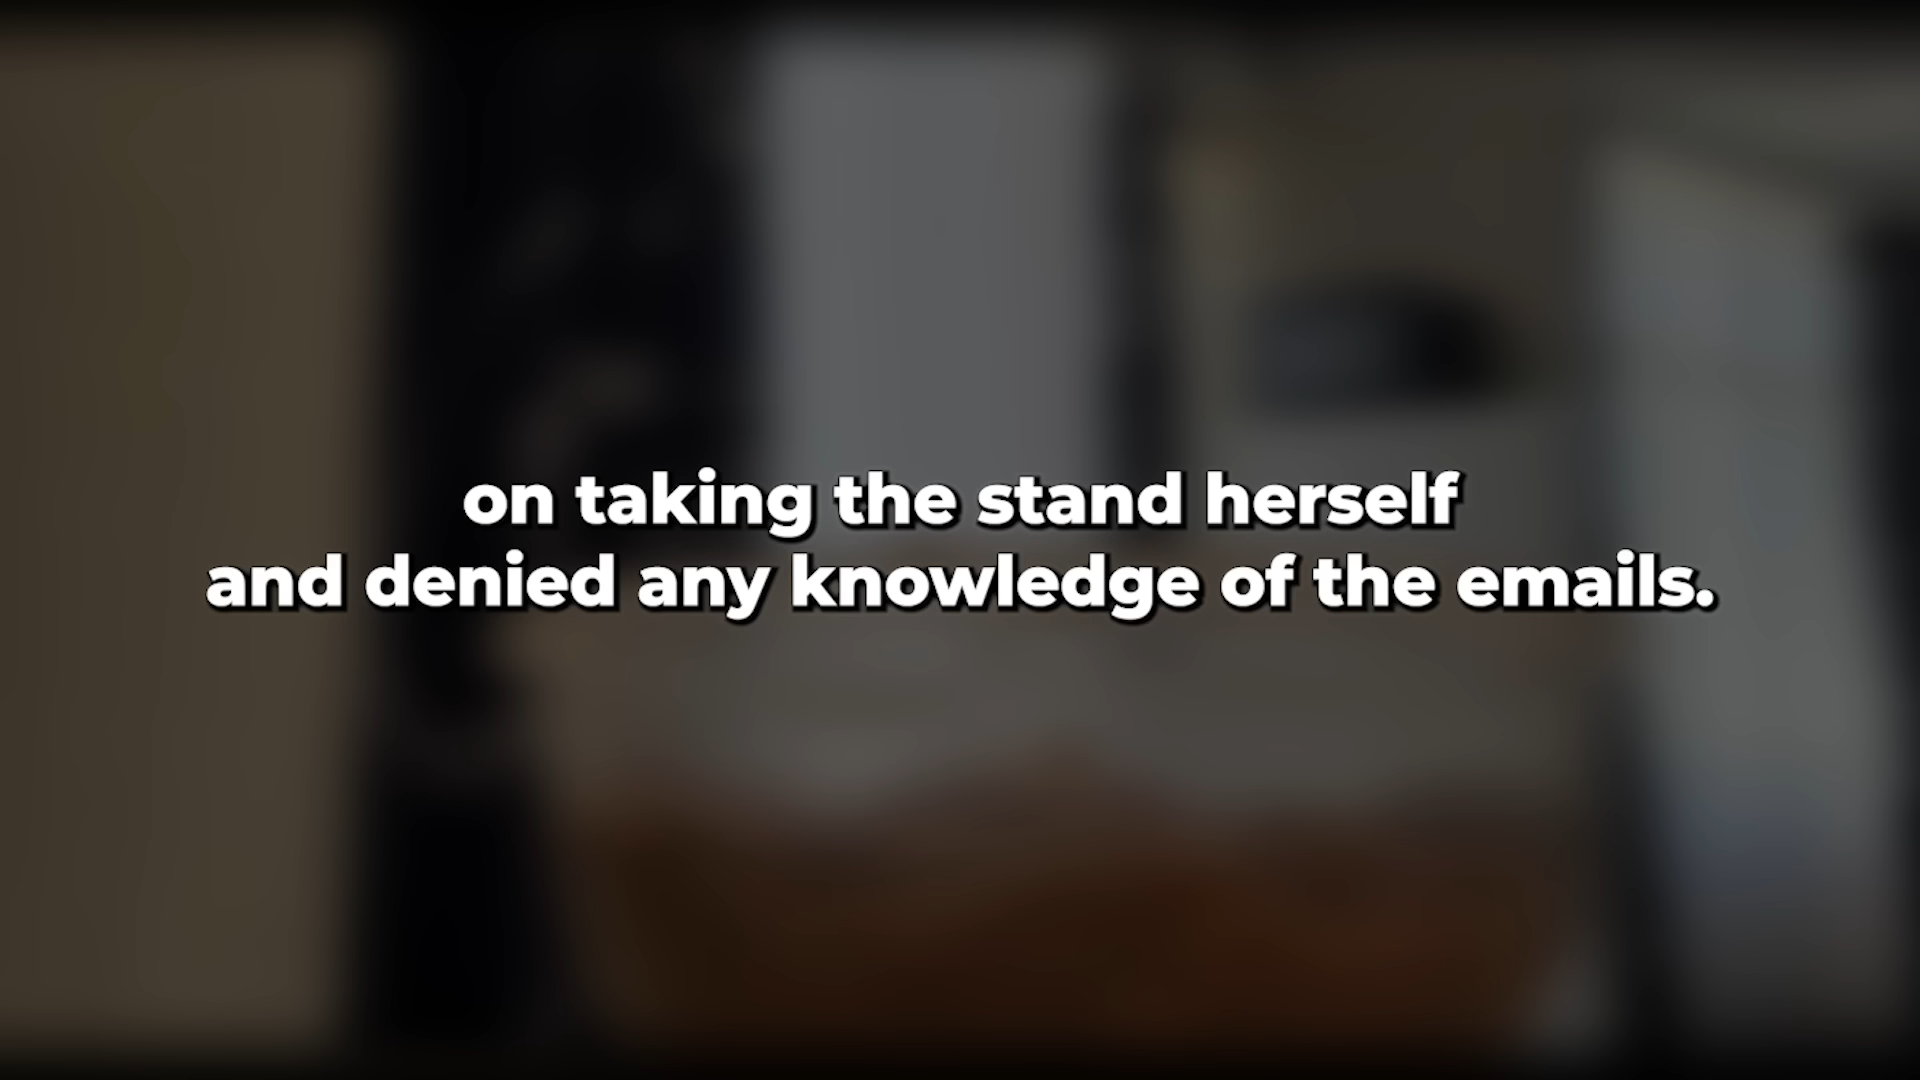 on taking the stand herself
and denied any knowledge of the emails.